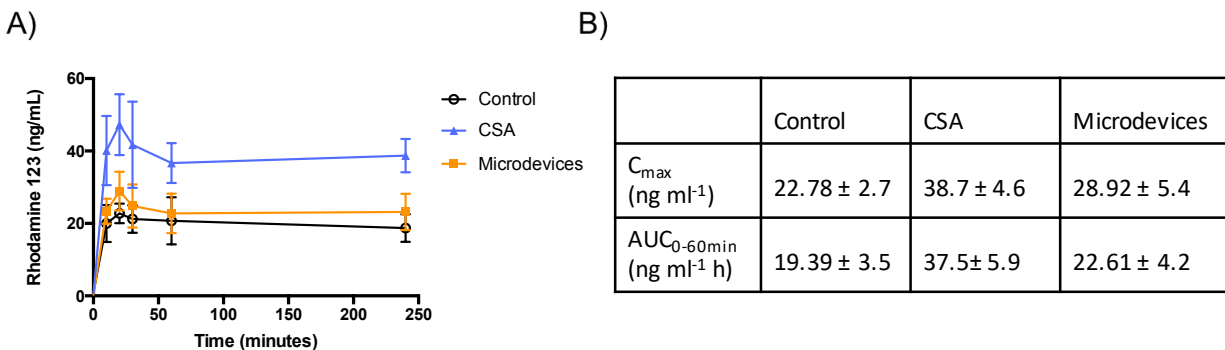 A)
B)
Rhodamine 123 (ng/mL)
60
40
20
0
0 50 100 150 200 250
Time (minutes)
Control
CSA
Microdevices
Control CSA Microdevices
Cmax
(ng ml-1) 22.78 ± 2.7 38.7 ± 4.6 28.92 ± 5.4
AUC0-60min
(ng ml-1 h) 19.39 ± 3.5 37.5± 5.9 22.61 ± 4.2